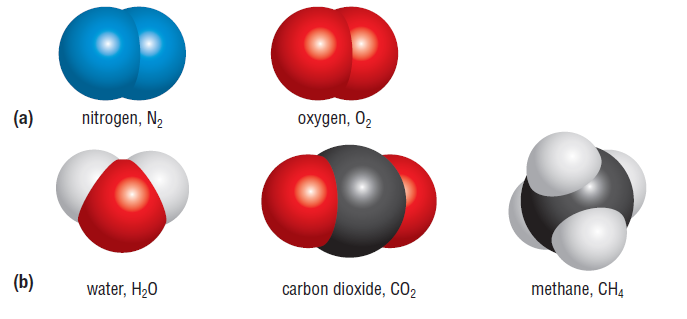 (a)
nitrogen, N₂
oxygen, O₂
(b)
water, H₂O
carbon dioxide, CO₂
methane, CH₄